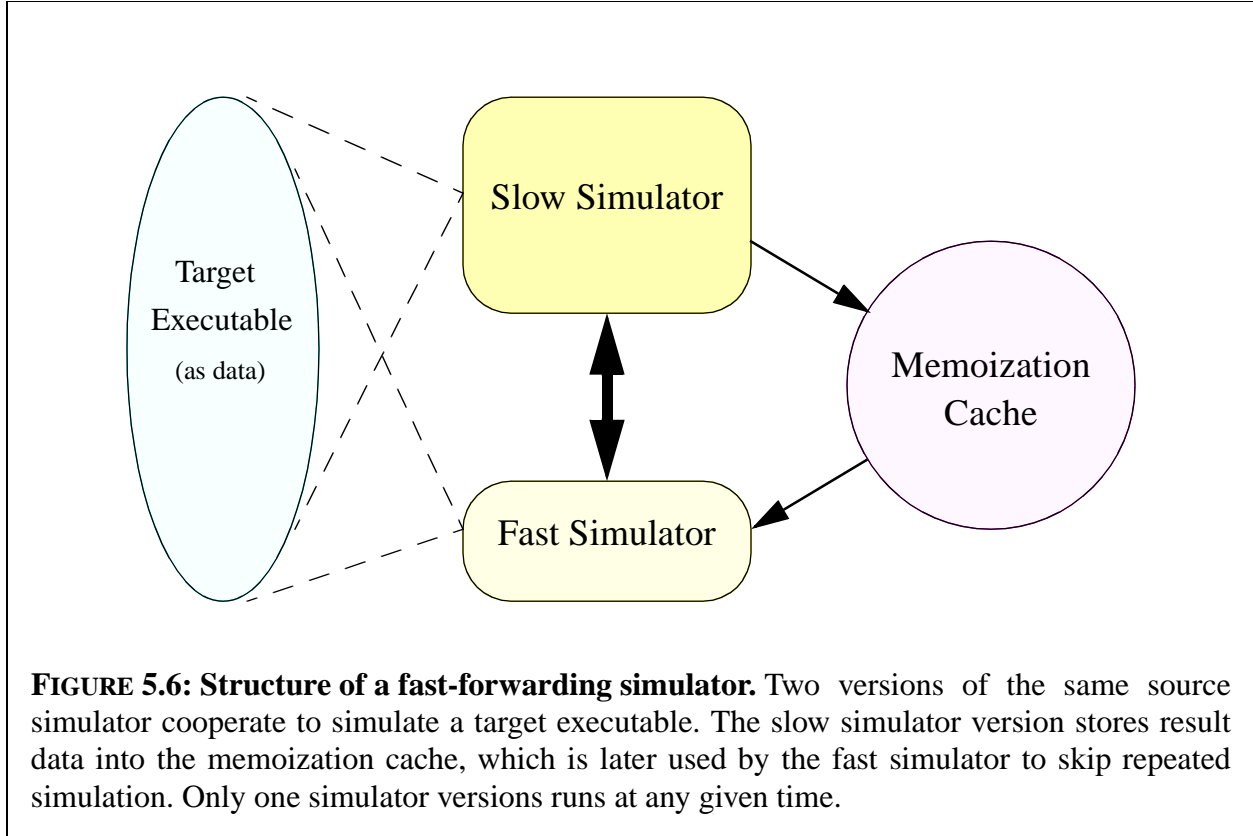 Slow Simulator
Target
Executable
(as data)
Memoization
Cache
Fast Simulator
FIGURE 5.6: Structure of a fast-forwarding simulator. Two versions of the same source
simulator cooperate to simulate a target executable. The slow simulator version stores result
data into the memoization cache, which is later used by the fast simulator to skip repeated
simulation. Only one simulator versions runs at any given time.